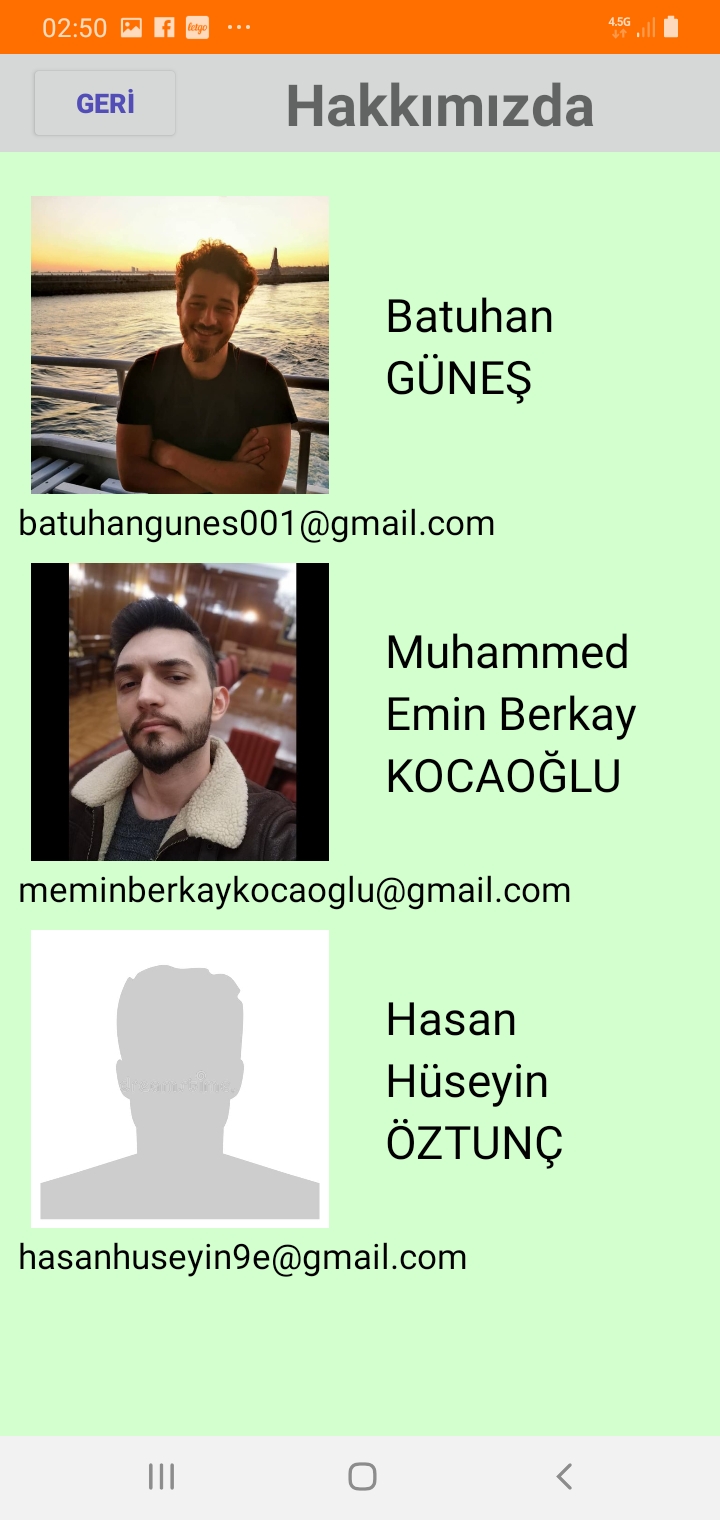 02:50 letgo 4.5G
GERİ Hakkımızda
Batuhan
GÜNEŞ
batuhangunes001@gmail.com
Muhammed
Emin Berkay
KOCAOĞLU
meminberkaykocaoglu@gmail.com
Hasan
Hüseyin
ÖZTUNÇ
hasanhuseyin9e@gmail.com